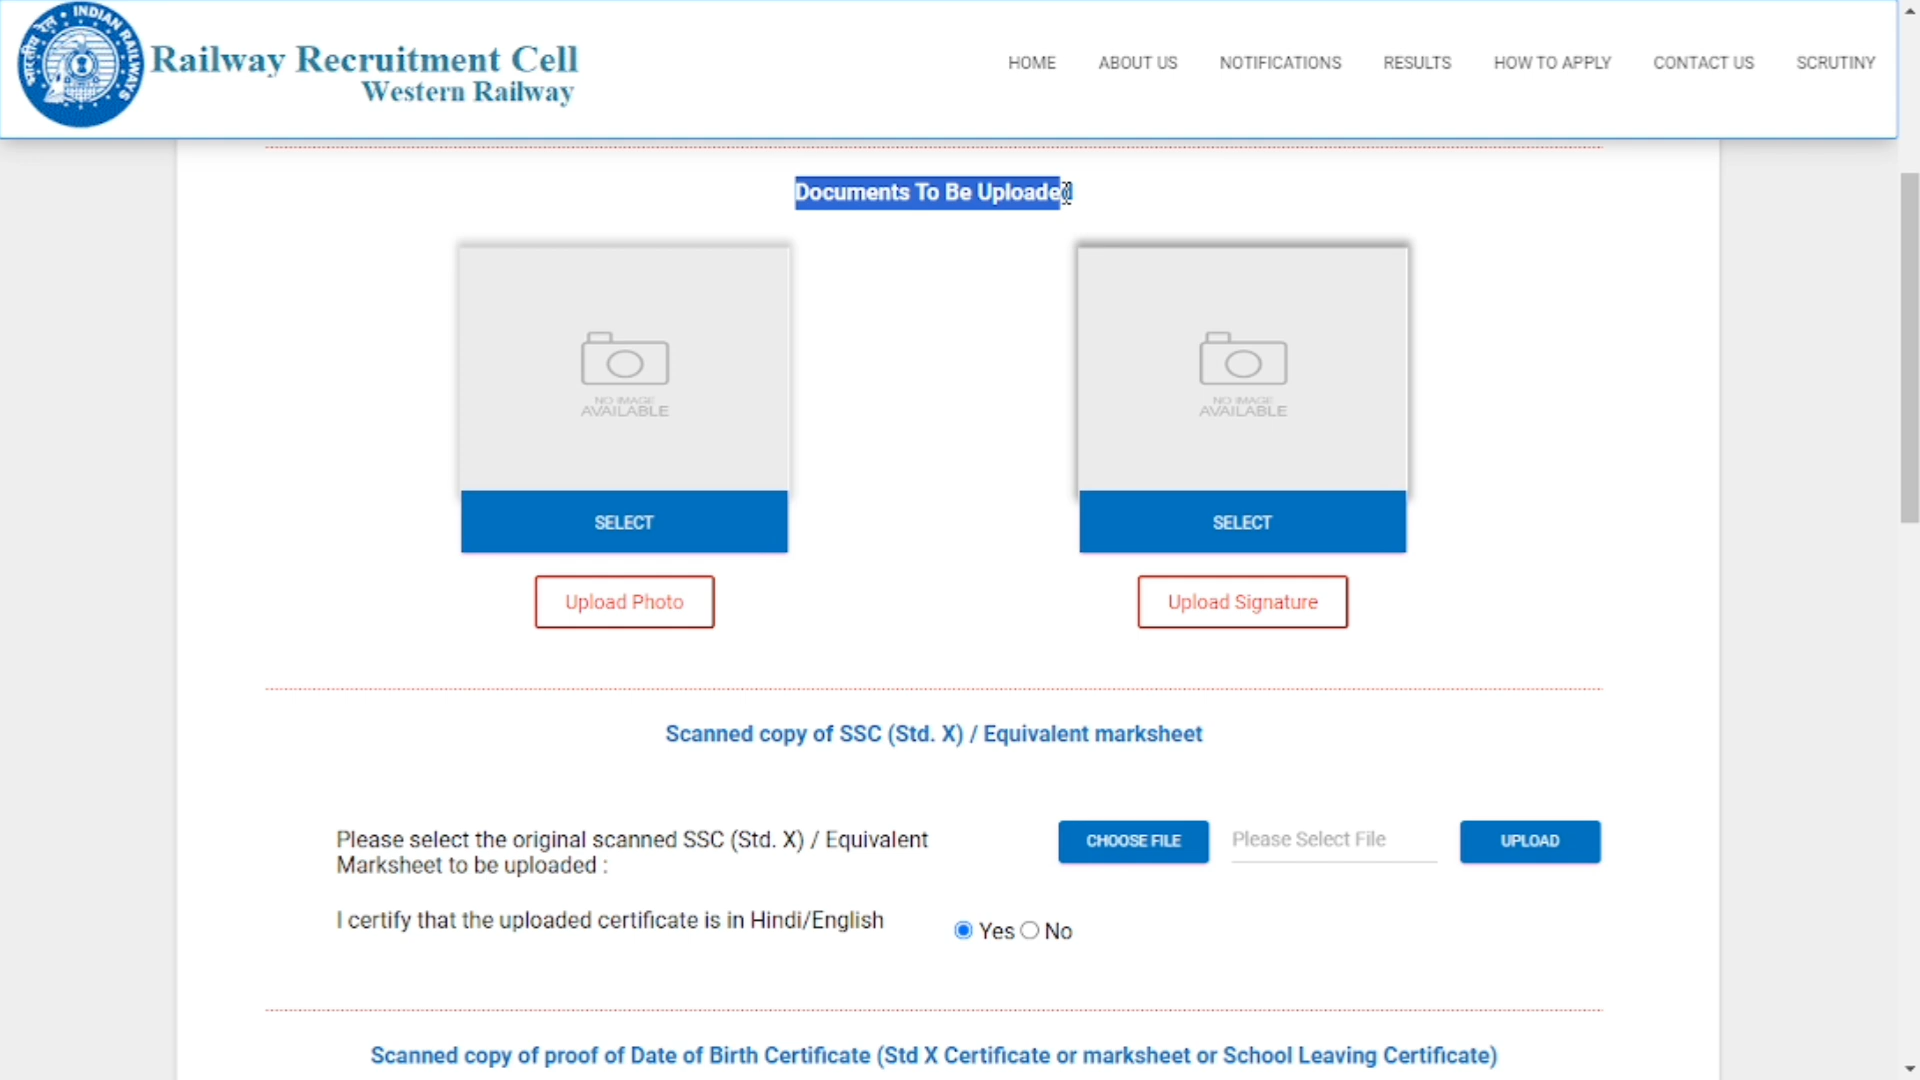 भारतीय रेल • INDIAN RAILWAYS
Railway Recruitment Cell
Western Railway
HOME ABOUT US NOTIFICATIONS RESULTS HOW TO APPLY CONTACT US SCRUTINY
Documents To Be Uploaded
NO IMAGE
AVAILABLE
NO IMAGE
AVAILABLE
SELECT SELECT
Upload Photo Upload Signature
Scanned copy of SSC (Std. X) / Equivalent marksheet
Please select the original scanned SSC (Std. X) / Equivalent
Marksheet to be uploaded :
CHOOSE FILE Please Select File UPLOAD
I certify that the uploaded certificate is in Hindi/English
Yes No
Scanned copy of proof of Date of Birth Certificate (Std X Certificate or marksheet or School Leaving Certificate)